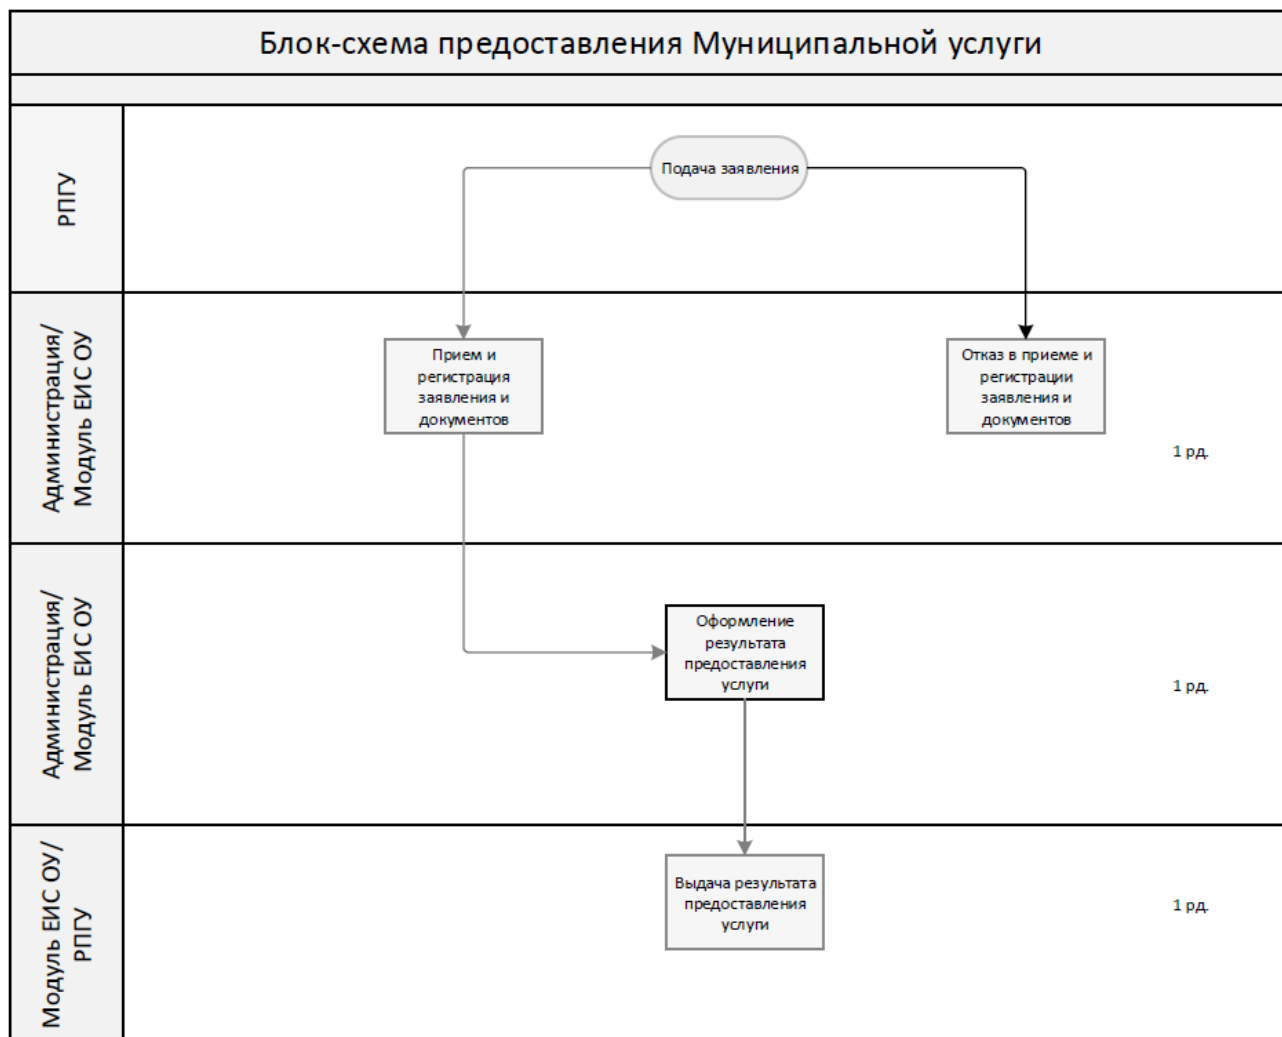 Блок-схема предоставления Муниципальной услуги
РПГУ
Подача заявления
Администрация/
Модуль ЕИС ОУ
Прием и
регистрация
заявления и
документов
Отказ в приеме и
регистрации
заявления и
документов
1 рд.
Администрация/
Модуль ЕИС ОУ
Оформление
результата
предоставления
услуги
1 рд.
Модуль ЕИС ОУ/
РПГУ
Выдача результата
предоставления
услуги
1 рд.